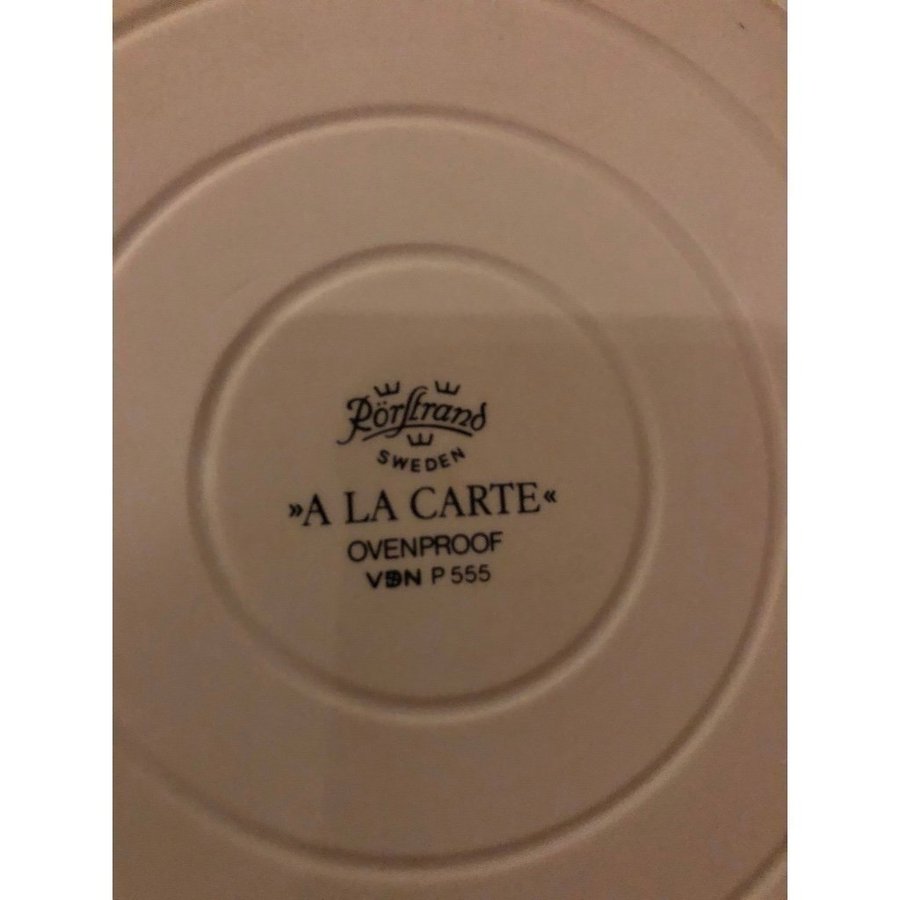 Rörstrand
SWEDEN
»A LA CARTE«
OVENPROOF
VDN P 555